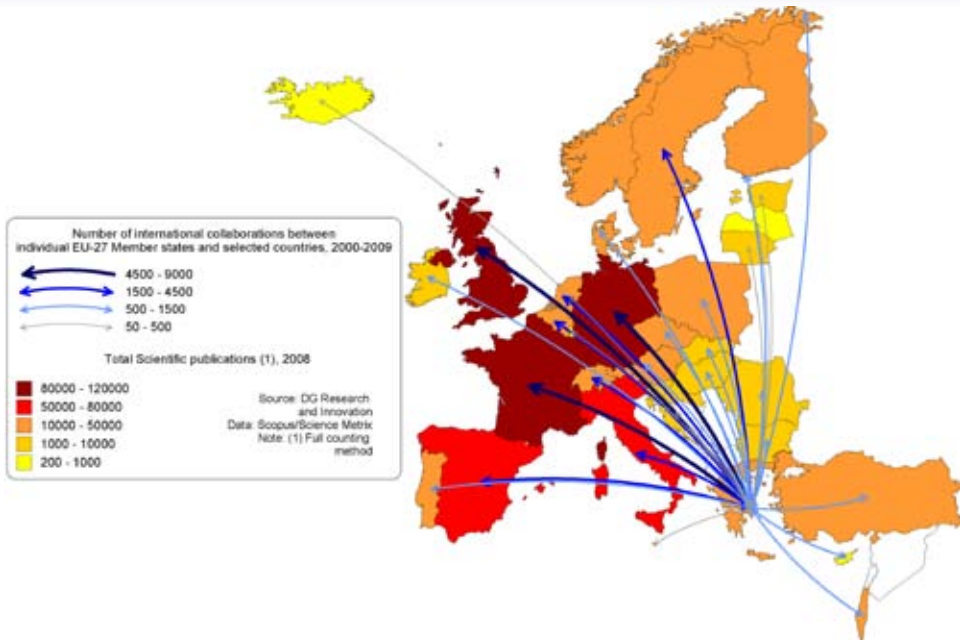 Number of international collaborations between
individual EU-27 Member states and selected countries, 2000-2009
4500 - 9000
1500 - 4500
500 - 1500
50 - 500
Total Scientific publications (1), 2008
80000 - 120000
50000 - 80000
10000 - 50000
1000 - 10000
200 - 1000
Source: DG Research
and Innovation
Data: Scopus/Science Metrix
Note: (1) Full counting
method